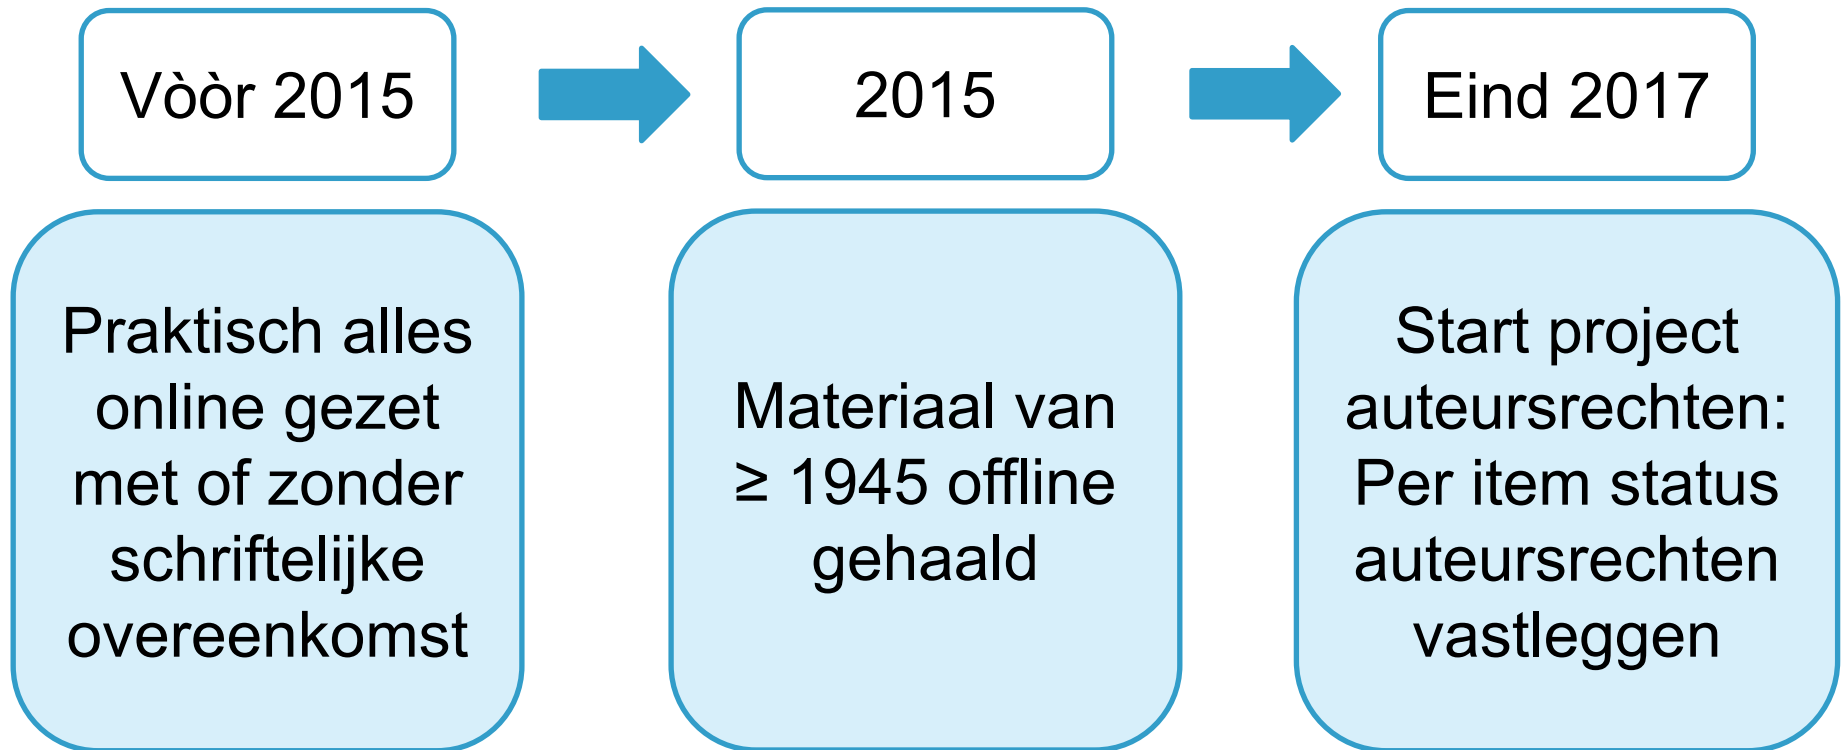 Vòòr 2015
2015
Eind 2017
Praktisch alles
online gezet
met of zonder
schriftelijke
overeenkomst
Materiaal van
≥ 1945 offline
gehaald
Start project
auteursrechten:
Per item status
auteursrechten
vastleggen